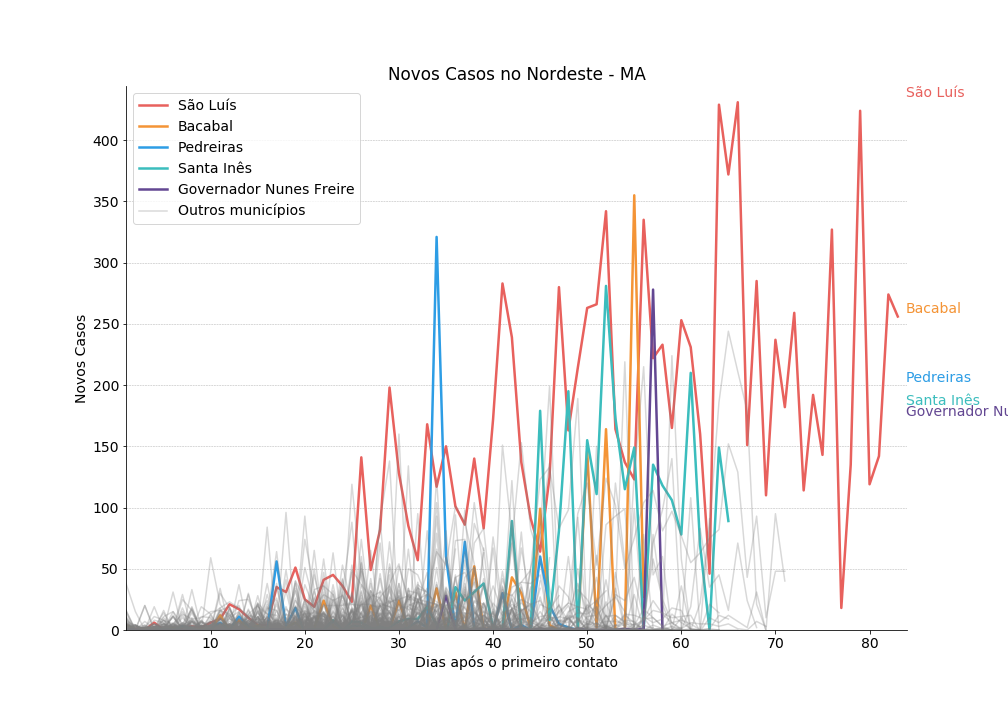 Novos Casos no Nordeste - MA
São Luís
Bacabal
Pedreiras
Santa Inês
Governador Nunes Freire
Outros municípios
Novos Casos
400
350
300
250
200
150
100
50
0
10 20 30 40 50 60 70 80
Dias após o primeiro contato
São Luís
Bacabal
Pedreiras
Santa Inês
Governador Nu